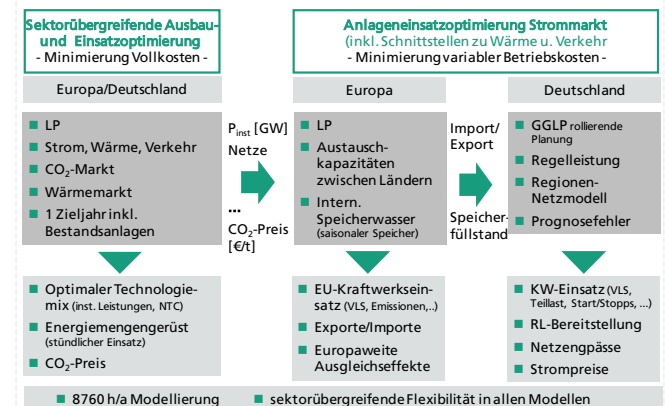 Sektorübergreifende Ausbau-
und Einsatzoptimierung
- Minimierung Vollkosten -
Anlageneinsatzoptimierung Strommarkt
(inkl. Schnittstellen zu Wärme u. Verkehr
- Minimierung variabler Betriebskosten -
Europa/Deutschland
Europa
Deutschland
LP
Strom, Wärme, Verkehr
CO₂-Markt
Wärmemarkt
1 Zieljahr inkl.
Bestandsanlagen
Pinst [GW]
Netze
...
CO₂-Preis
[€/t]
LP
Austausch-
kapazitäten
zwischen Ländern
Intern.
Speicherwasser
(saisonaler Speicher)
Import/
Export
Speicher-
füllstand
GGLP rollierende
Planung
Regelleistung
Regionen-
Netzmodell
Prognosefehler
Optimaler Technologie-
mix (inst. Leistungen, NTC)
Energiemengengerüst
(stündlicher Einsatz)
CO₂-Preis
EU-Kraftwerksein-
satz (VLS, Emissionen,..)
Exporte/Importe
Europaweite
Ausgleichseffekte
KW-Einsatz (VLS,
Teillast, Start/Stopps, ...)
RL-Bereitstellung
Netzengpässe
Strompreise
8760 h/a Modellierung
sektorübergreifende Flexibilität in allen Modellen